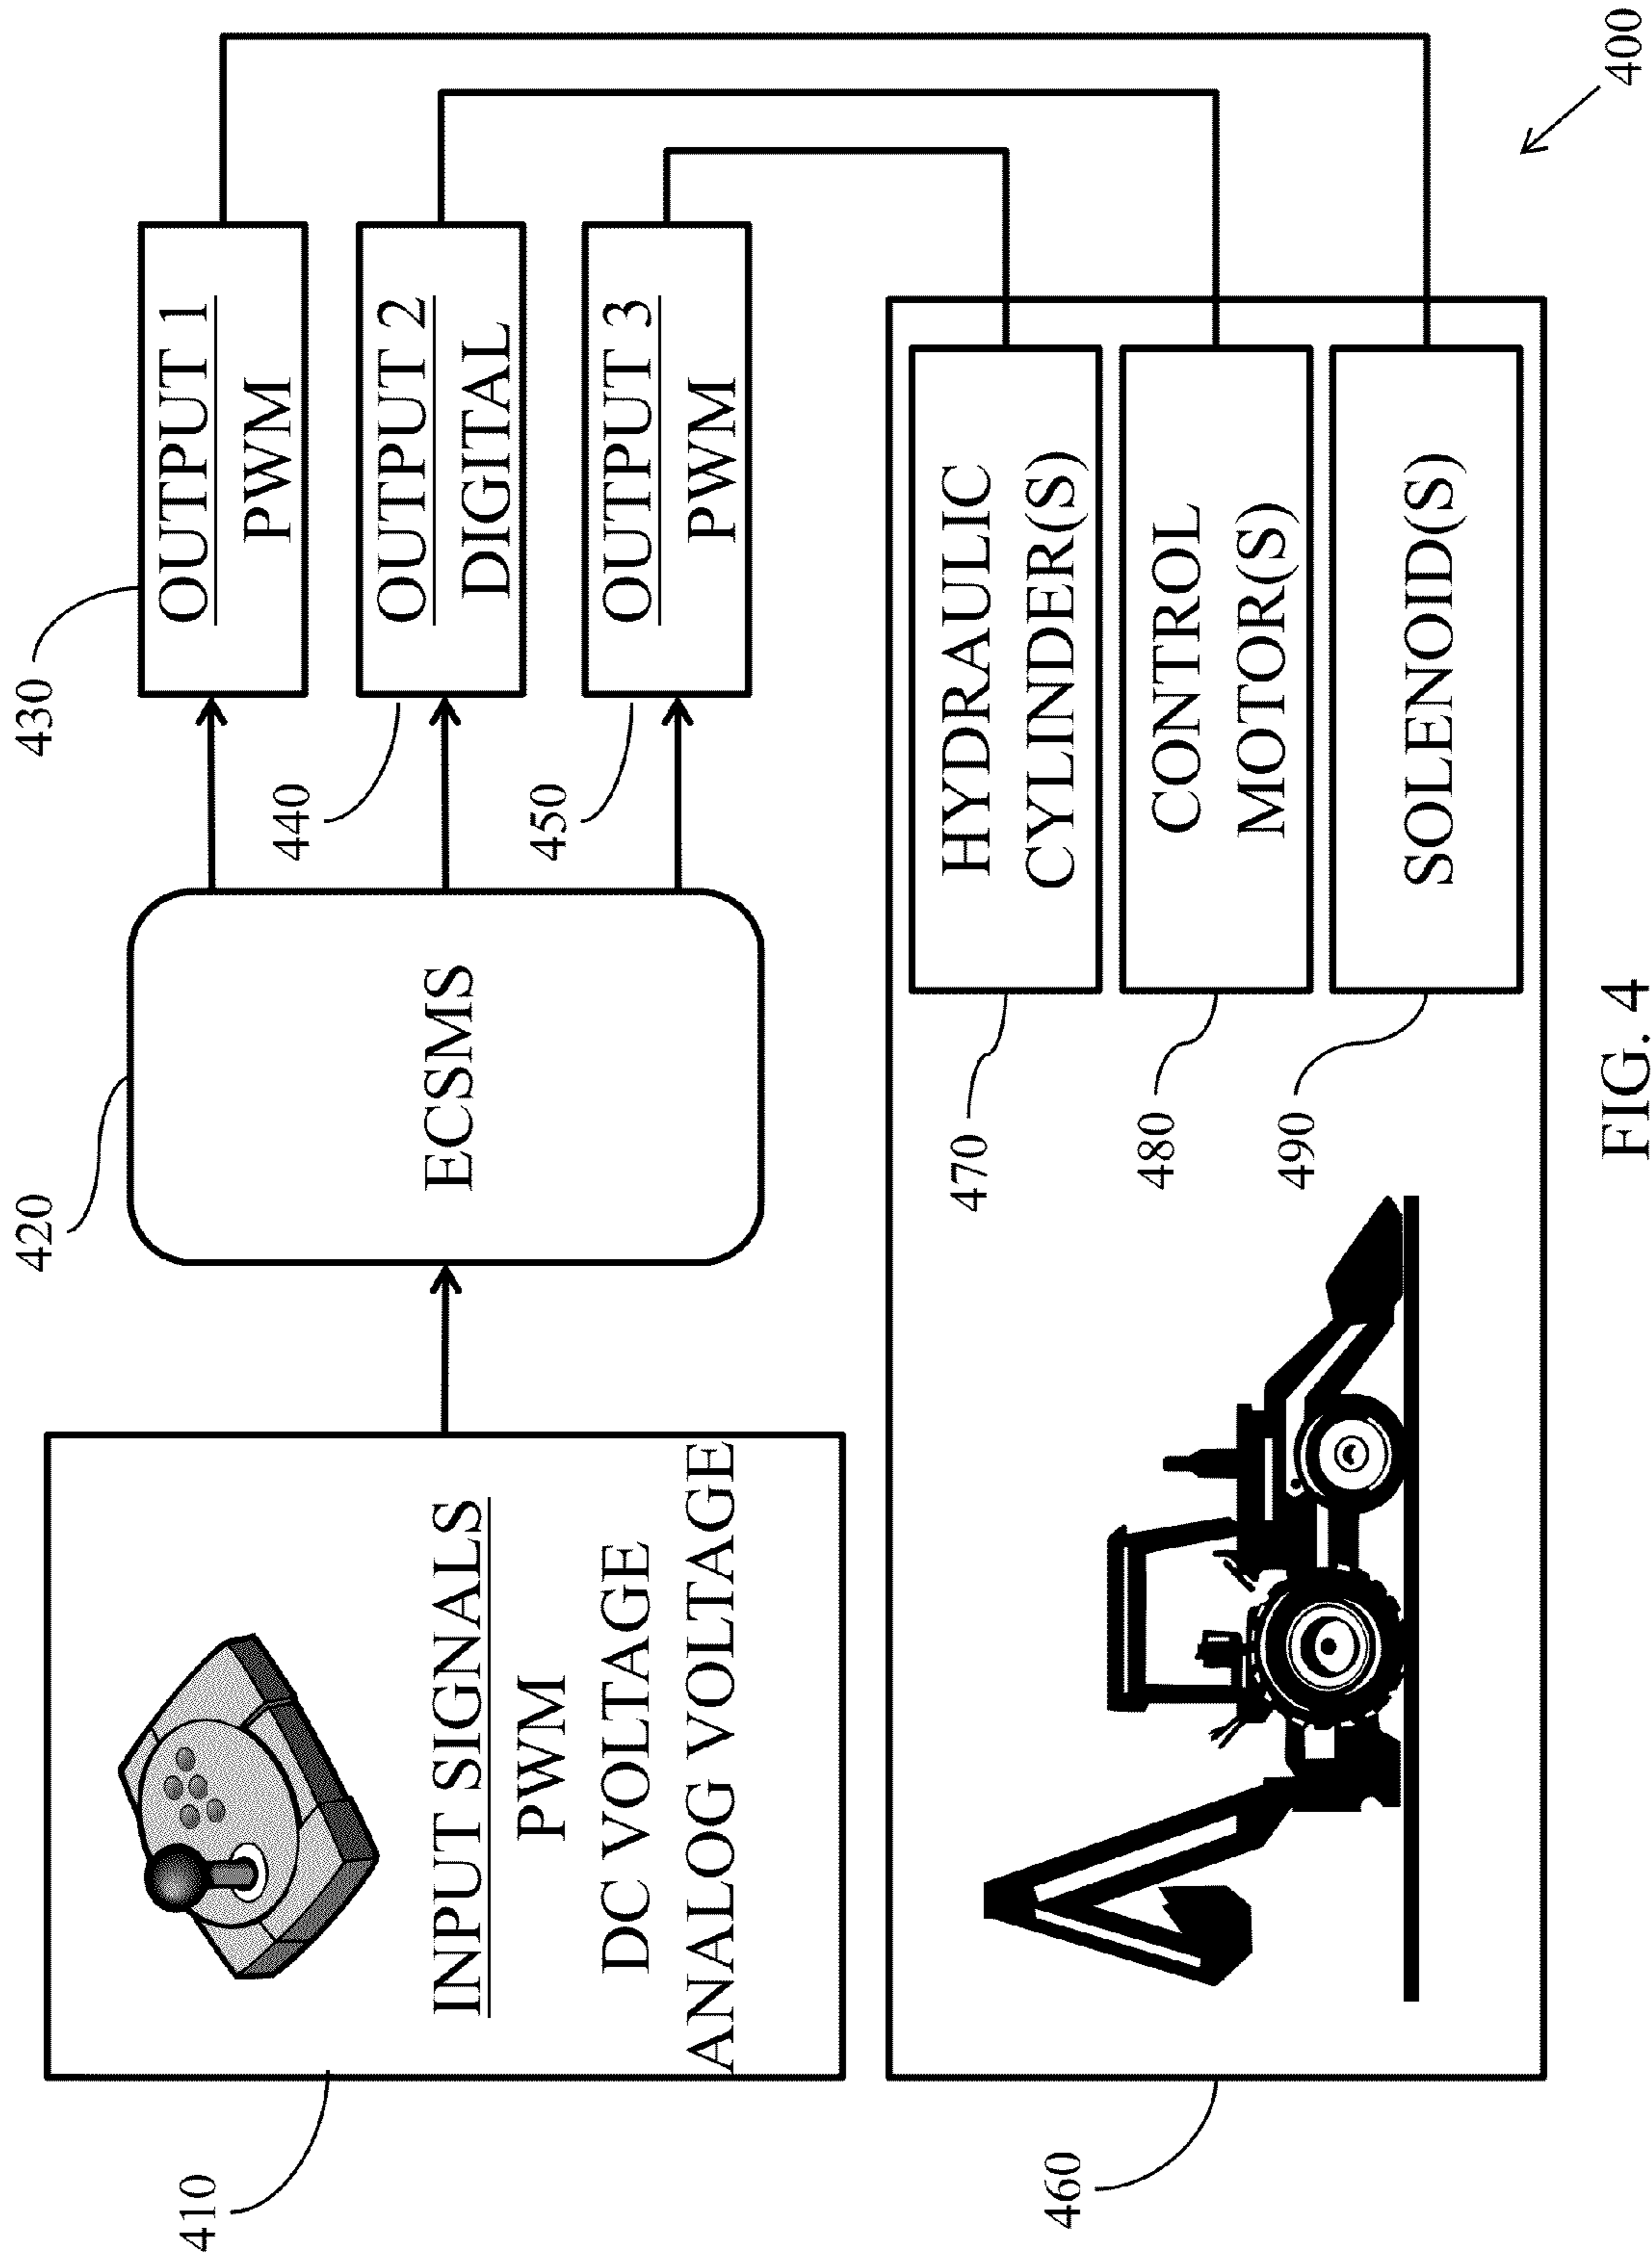 410
INPUT SIGNALS
PWM
DC VOLTAGE
ANALOG VOLTAGE
420
ECSMS
430
OUTPUT 1
PWM
440
OUTPUT 2
DIGITAL
450
OUTPUT 3
PWM
460
470
HYDRAULIC
CYLINDER(S)
480
CONTROL
MOTOR(S)
490
SOLENOID(S)
400
FIG. 4